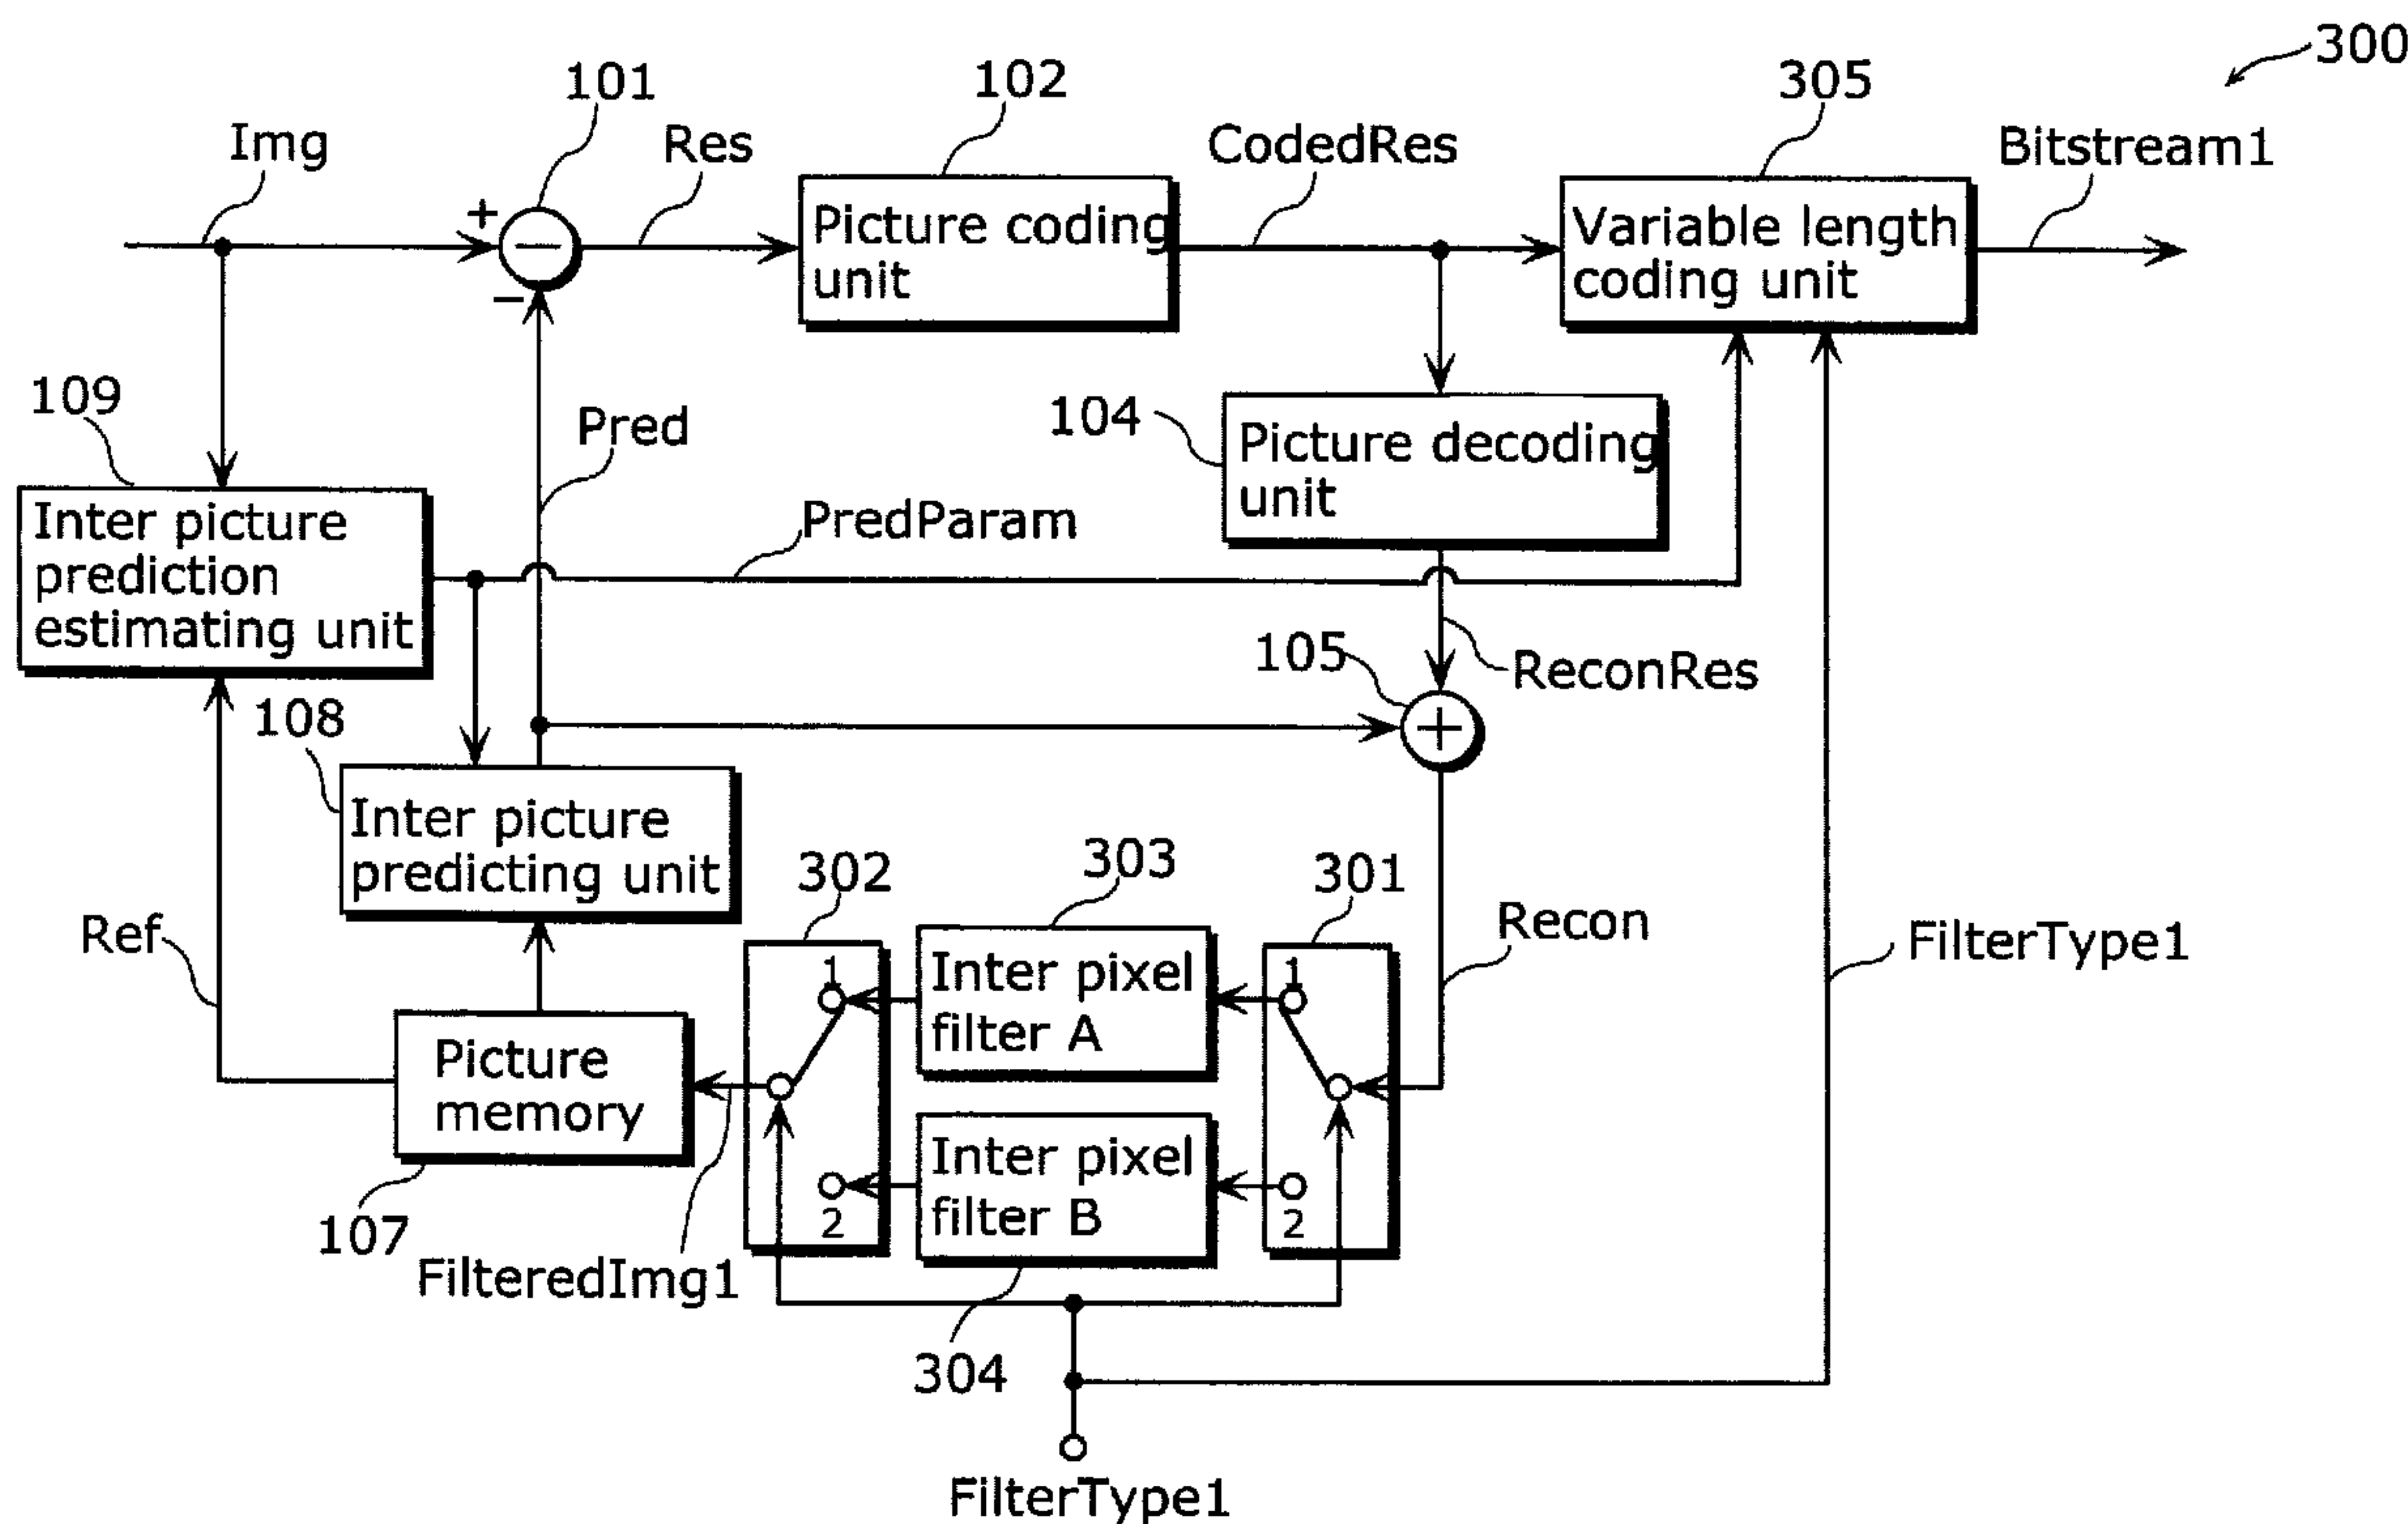 300
101
102
305
Img
Res
CodedRes
Bitstream1
+
−
−
Picture coding
unit
Variable length
coding unit
109
Pred
104
Picture decoding
unit
Inter picture
prediction
estimating unit
PredParam
105
ReconRes
+
108
Inter picture
predicting unit
302
303
301
Ref
Recon
FilterType1
1
Inter pixel
filter A
1
Picture
memory
2
Inter pixel
filter B
2
107
FilteredImg1
304
FilterType1